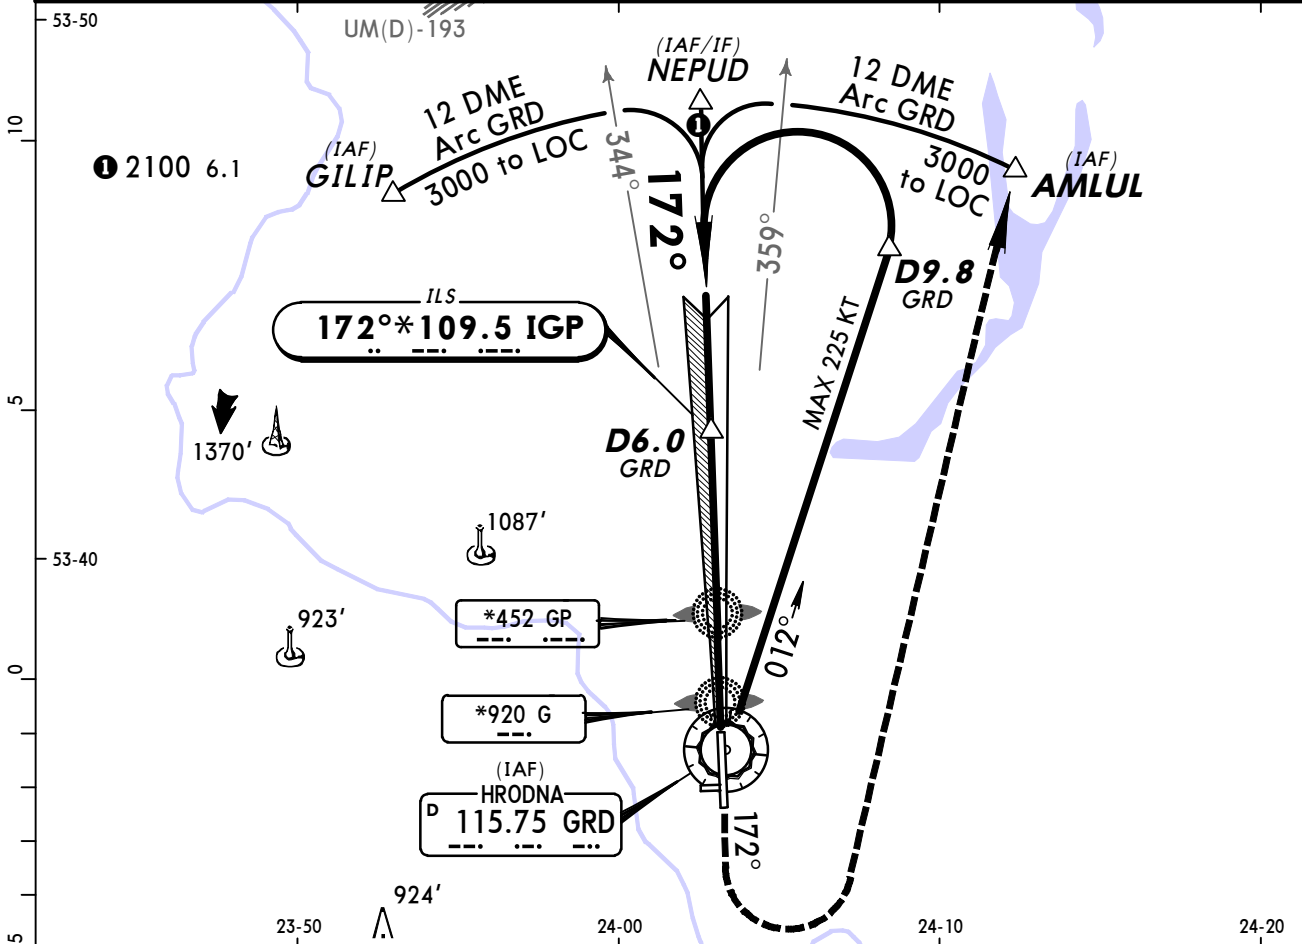 53-50
UM(D)-193
(IAF/IF)
NEPUD
12 DME
Arc GRD
3000 to LOC
12 DME
Arc GRD
3000
to LOC
10
❶ 2100 6.1
(IAF)
GILIP
❶
(IAF)
AMLUL
344°
172°
359°
D9.8
GRD
ILS
172°*109.5 IGP
MAX 225 KT
5
1370'
D6.0
GRD
1087'
53-40
*452 GP
923'
012°
0
*920 G
(IAF)
HRODNA
D 115.75 GRD
172°
924'
5
23-50
24-00
24-10
24-20